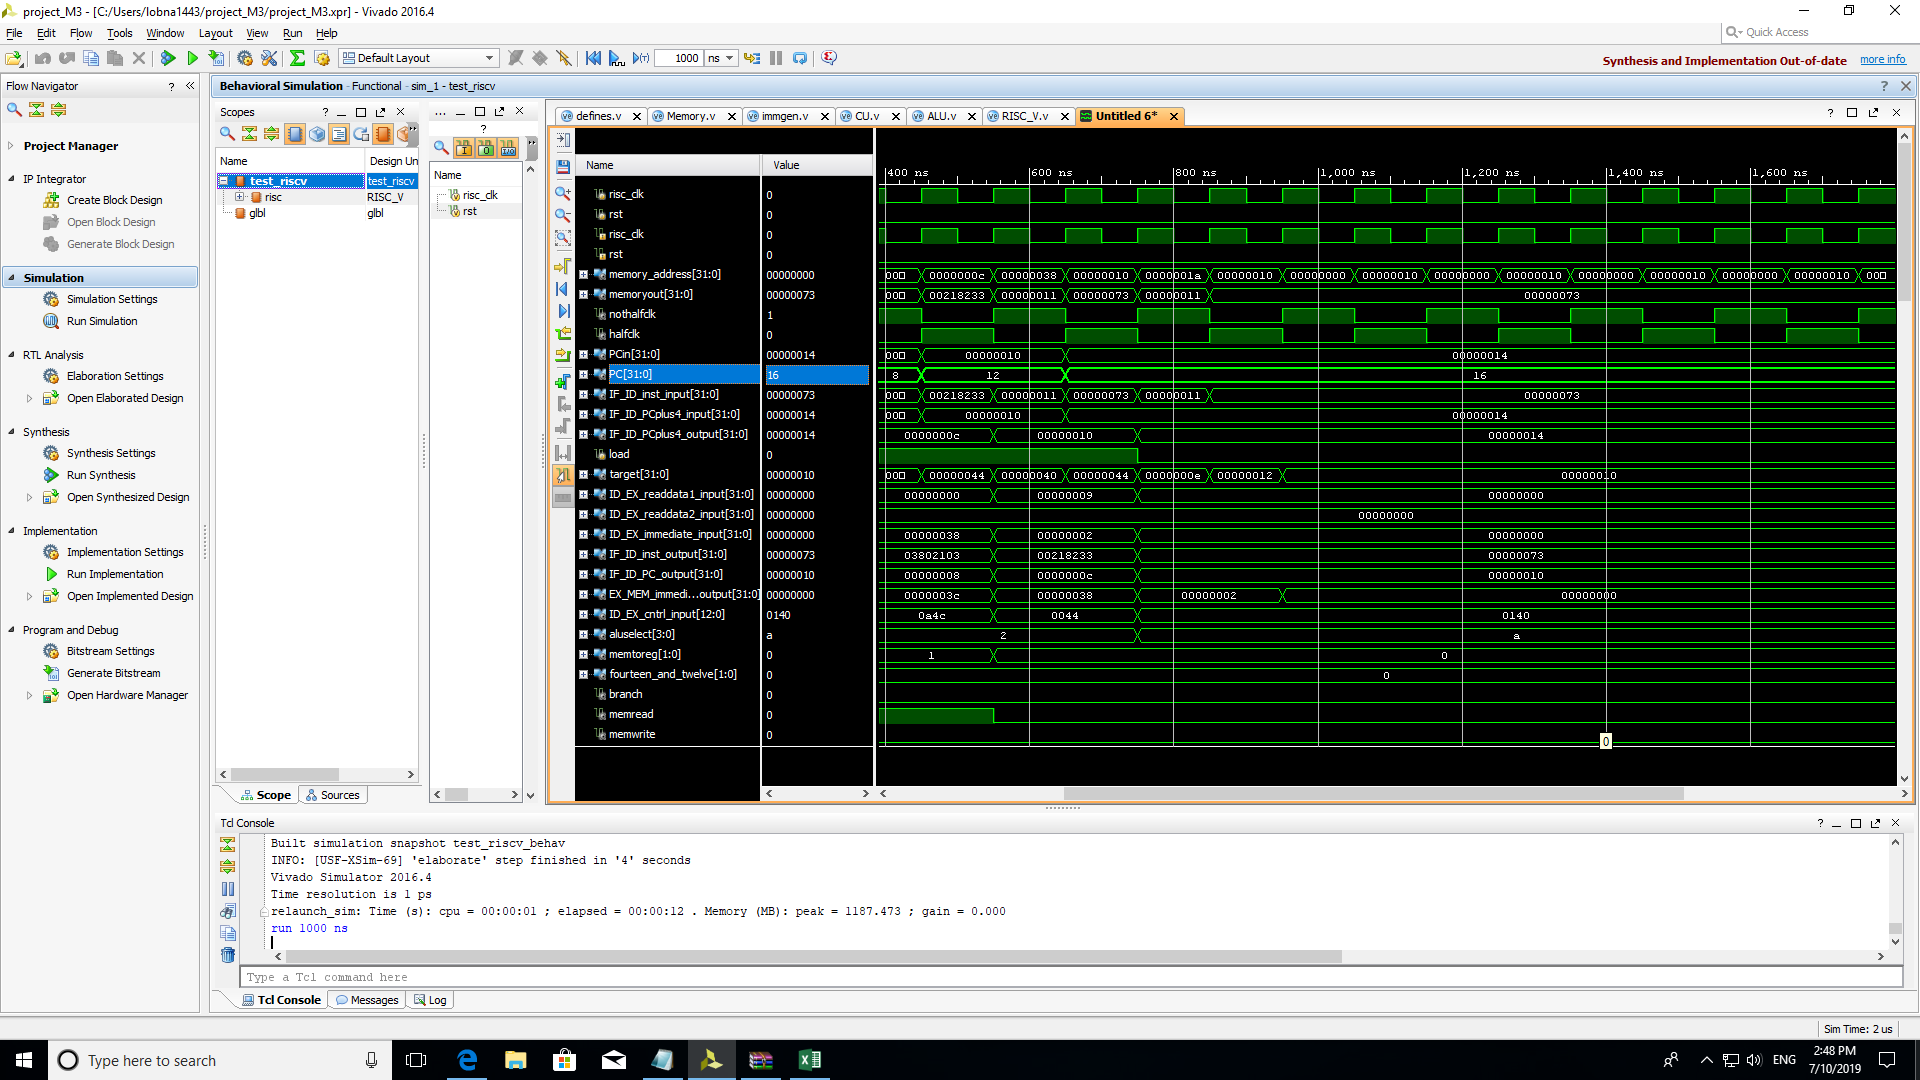 project_M3 - [C:/Users/lobna1443/project_M3/project_M3.xpr] - Vivado 2016.4
File Edit Flow Tools Window Layout View Run Help
Quick Access
Default Layout 1000 ns
Synthesis and Implementation Out-of-date more info
Flow Navigator ? «
Project Manager
IP Integrator
Create Block Design
Open Block Design
Generate Block Design
Simulation
Simulation Settings
Run Simulation
RTL Analysis
Elaboration Settings
Open Elaborated Design
Synthesis
Synthesis Settings
Run Synthesis
Open Synthesized Design
Implementation
Implementation Settings
Run Implementation
Open Implemented Design
Program and Debug
Bitstream Settings
Generate Bitstream
Open Hardware Manager
Behavioral Simulation - Functional - sim_1 - test_riscv
Scopes
Name Design Un
test_riscv test_riscv
risc RISC_V
glbl glbl
Scope Sources
Name
risc_clk
rst
defines.v Memory.v immgen.v CU.v ALU.v RISC_V.v Untitled 6*
Name Value
400 ns 600 ns 800 ns 1,000 ns 1,200 ns 1,400 ns 1,600 ns
risc_clk 0
rst 0
risc_clk 0
rst 0
memory_address[31:0] 00000000 00 0000000c 00000038 00000010 0000001a 00000010 00000000 00000010 00000000 00000010 00000000 00000010 00000000 00000010 00
memoryout[31:0] 00000073 00 00218233 00000011 00000073 00000011 00000073
nothalfclk 1
halfclk 0
PCin[31:0] 00000014 00 00000010 00000014
PC[31:0] 16 8 12 16
IF_ID_inst_input[31:0] 00000073 00 00218233 00000011 00000073 00000011 00000073
IF_ID_PCplus4_input[31:0] 00000014 00 00000010 00000014
IF_ID_PCplus4_output[31:0] 00000014 0000000c 00000010 00000014
load 0
target[31:0] 00000010 00 00000044 00000040 00000044 0000000e 00000012 00000010
ID_EX_readdata1_input[31:0] 00000000 00000000 00000009 00000000
ID_EX_readdata2_input[31:0] 00000000 00000000
ID_EX_immediate_input[31:0] 00000000 00000038 00000002 00000000
IF_ID_inst_output[31:0] 00000073 03802103 00218233 00000073
IF_ID_PC_output[31:0] 00000010 00000008 0000000c 00000010
EX_MEM_immedi...output[31:0] 00000000 0000003c 00000038 00000002 00000000
ID_EX_cntrl_input[12:0] 0140 0a4c 0044 0140
aluselect[3:0] a 2 a
memtoreg[1:0] 0 1 0
fourteen_and_twelve[1:0] 0 0
branch 0
memread 0
memwrite 0 0
Tcl Console
Built simulation snapshot test_riscv_behav
INFO: [USF-XSim-69] 'elaborate' step finished in '4' seconds
Vivado Simulator 2016.4
Time resolution is 1 ps
relaunch_sim: Time (s): cpu = 00:00:01 ; elapsed = 00:00:12 . Memory (MB): peak = 1187.473 ; gain = 0.000
run 1000 ns
Type a Tcl command here
Tcl Console Messages Log
Sim Time: 2 us
Type here to search
ENG
2:48 PM
7/10/2019